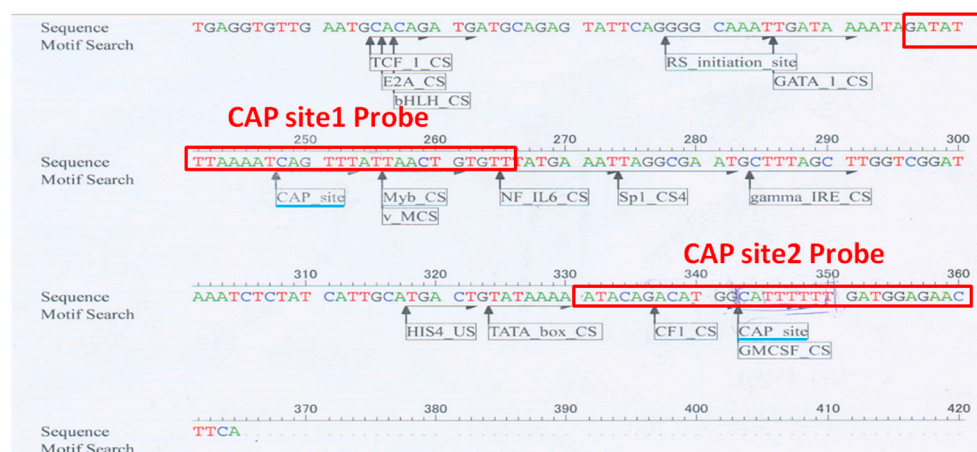 Sequence TGAGGTGTTG AATGCACAGA TGATGCAGAG TATTCAGGGG CAAATTGATA AAATAGATAT
Motif Search
TCF_1_CS RS_initiation_site
E2A_CS GATA_1_CS
bHLH_CS
CAP site1 Probe
250 260 270 280 290 300
Sequence TTAAAATCAG TTTATTAACT GTGTTTATGA AATTAGGCGA ATGCTTTAGC TTGGTCGGAT
Motif Search
CAP_site Myb_CS NF_IL6_CS Sp1_CS4 gamma_IRE_CS
v_MCS
CAP site2 Probe
310 320 330 340 350 360
Sequence AAATCTCTAT CATTGCATGA CTGTATAAAA ATACAGACAT GGCATTTTTT GATGGAGAAC
Motif Search
HIS4_US TATA_box_CS CF1_CS CAP_site
GMCSF_CS
370 380 390 400 410 420
Sequence TTCA
Motif Search